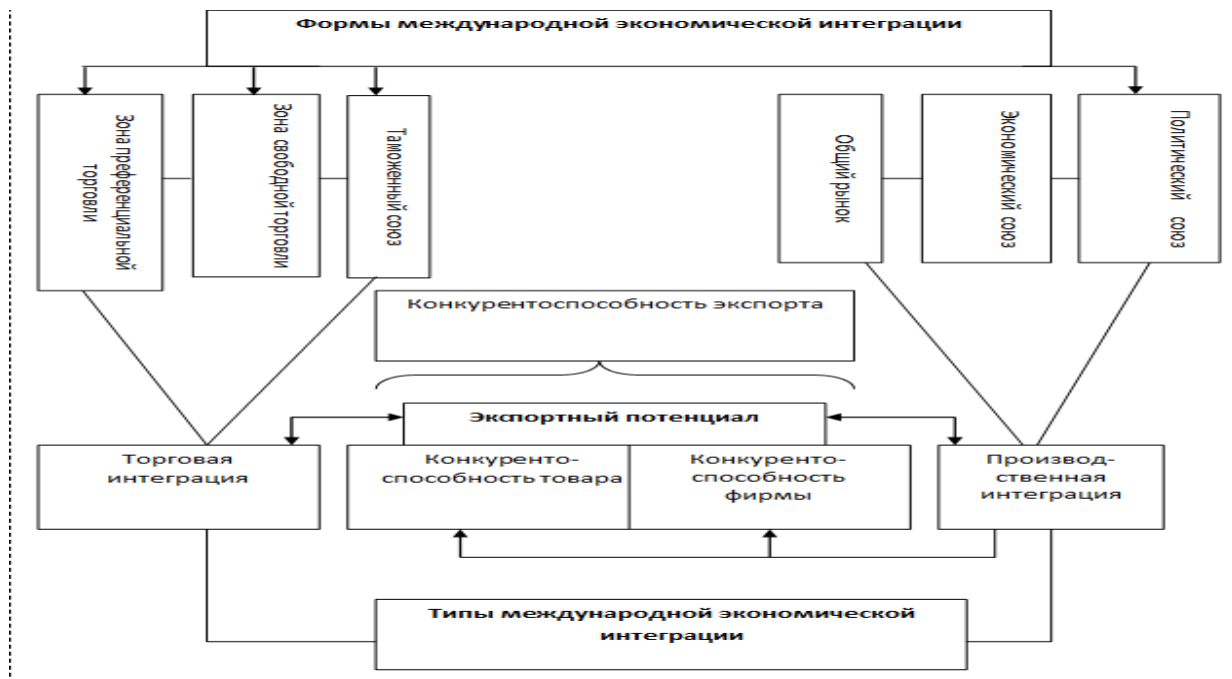 Формы международной экономической интеграции
Зона преференциальной
торговли
Зона свободной торговли
Таможенный союз
Общий рынок
Экономический союз
Политический союз
Конкурентоспособность экспорта
Экспортный потенциал
Торговая
интеграция
Конкуренто-
способность товара
Конкуренто-
способность
фирмы
Производ-
ственная
интеграция
Типы международной экономической
интеграции